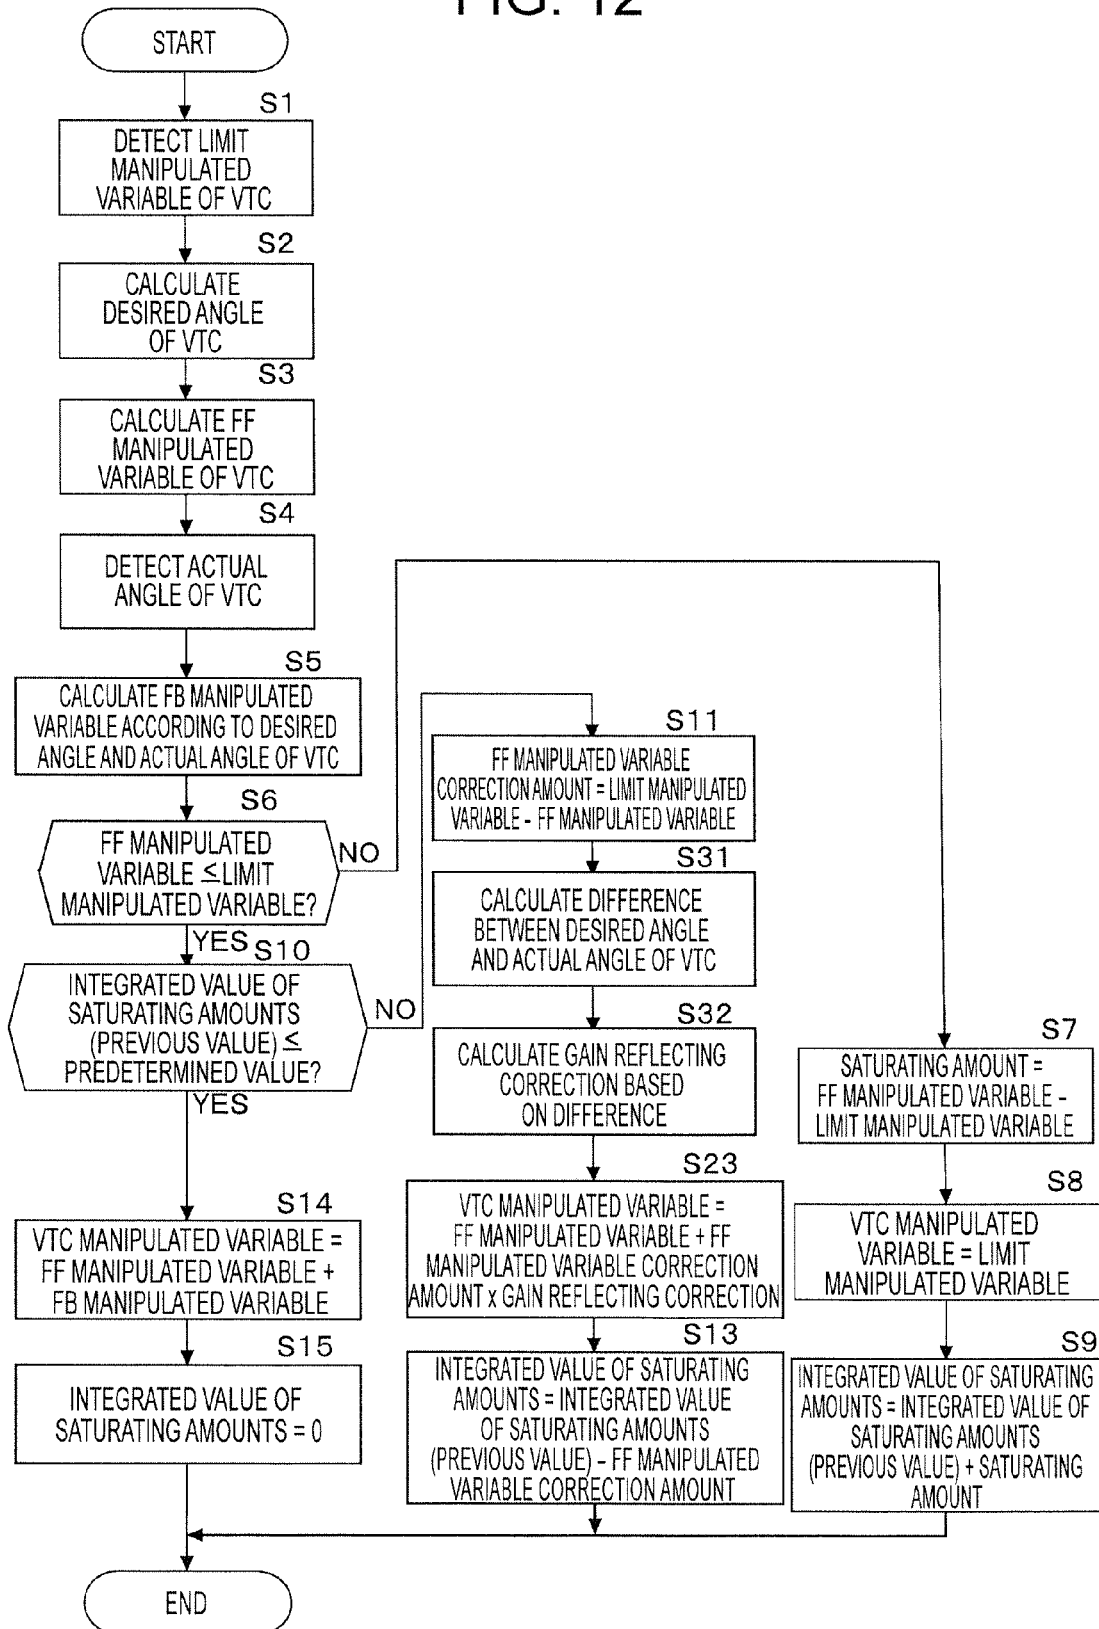 FIG. 12
START
S1
DETECT LIMIT
MANIPULATED
VARIABLE OF VTC
S2
CALCULATE
DESIRED ANGLE
OF VTC
S3
CALCULATE FF
MANIPULATED
VARIABLE OF VTC
S4
DETECT ACTUAL
ANGLE OF VTC
S5
CALCULATE FB MANIPULATED
VARIABLE ACCORDING TO DESIRED
ANGLE AND ACTUAL ANGLE OF VTC
S6
FF MANIPULATED
VARIABLE ≤ LIMIT
MANIPULATED VARIABLE?
NO
YES
S10
INTEGRATED VALUE OF
SATURATING AMOUNTS
(PREVIOUS VALUE) ≤
PREDETERMINED VALUE?
NO
YES
S14
VTC MANIPULATED VARIABLE =
FF MANIPULATED VARIABLE +
FB MANIPULATED VARIABLE
S15
INTEGRATED VALUE OF
SATURATING AMOUNTS = 0
S11
FF MANIPULATED VARIABLE
CORRECTION AMOUNT = LIMIT MANIPULATED
VARIABLE - FF MANIPULATED VARIABLE
S31
CALCULATE DIFFERENCE
BETWEEN DESIRED ANGLE
AND ACTUAL ANGLE OF VTC
S32
CALCULATE GAIN REFLECTING
CORRECTION BASED
ON DIFFERENCE
S23
VTC MANIPULATED VARIABLE =
FF MANIPULATED VARIABLE + FF
MANIPULATED VARIABLE CORRECTION
AMOUNT x GAIN REFLECTING CORRECTION
S13
INTEGRATED VALUE OF SATURATING
AMOUNTS = INTEGRATED VALUE
OF SATURATING AMOUNTS
(PREVIOUS VALUE) - FF MANIPULATED
VARIABLE CORRECTION AMOUNT
S7
SATURATING AMOUNT =
FF MANIPULATED VARIABLE -
LIMIT MANIPULATED VARIABLE
S8
VTC MANIPULATED
VARIABLE = LIMIT
MANIPULATED VARIABLE
S9
INTEGRATED VALUE OF SATURATING
AMOUNTS = INTEGRATED VALUE OF
SATURATING AMOUNTS
(PREVIOUS VALUE) + SATURATING
AMOUNT
END